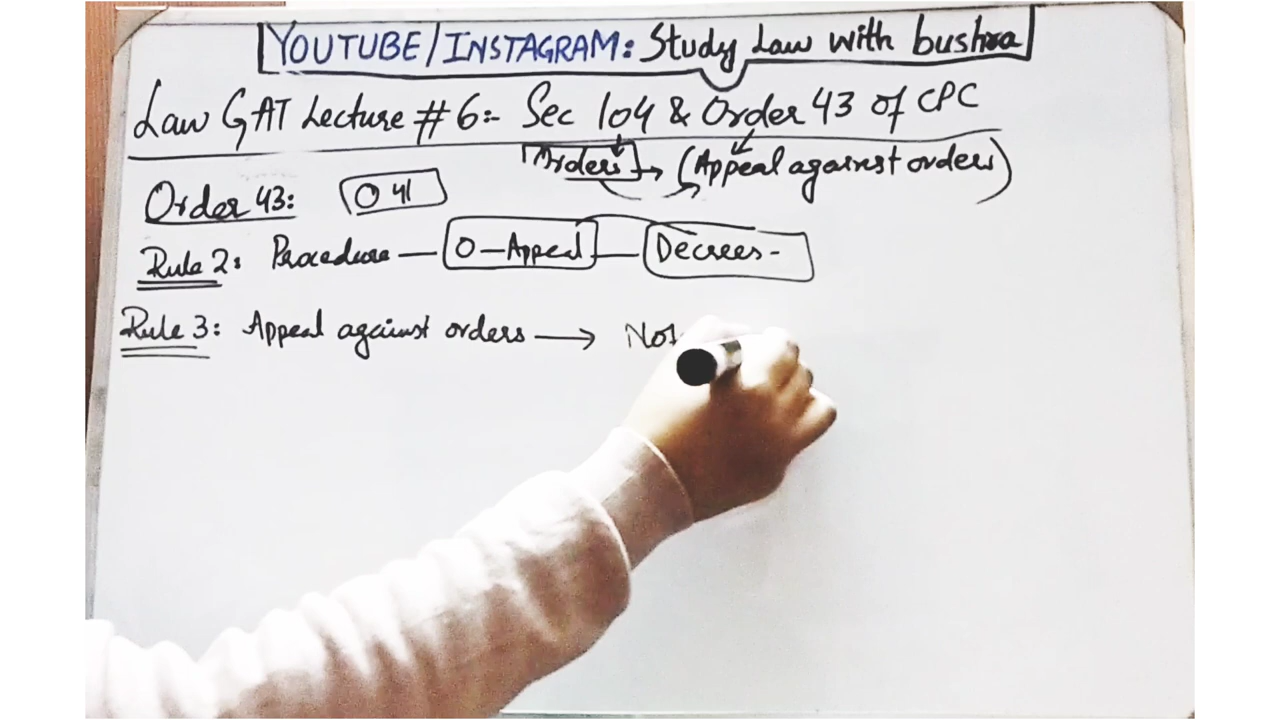 YOUTUBE/INSTAGRAM: Study Law with bushra
Law GAT Lecture # 6:- Sec 104 & Order 43 of CPC
Orders → (Appeal against orders)
Order 43: O 41
Rule 2: Procedure — O-Appeal — Decrees -
Rule 3: Appeal against orders → Not